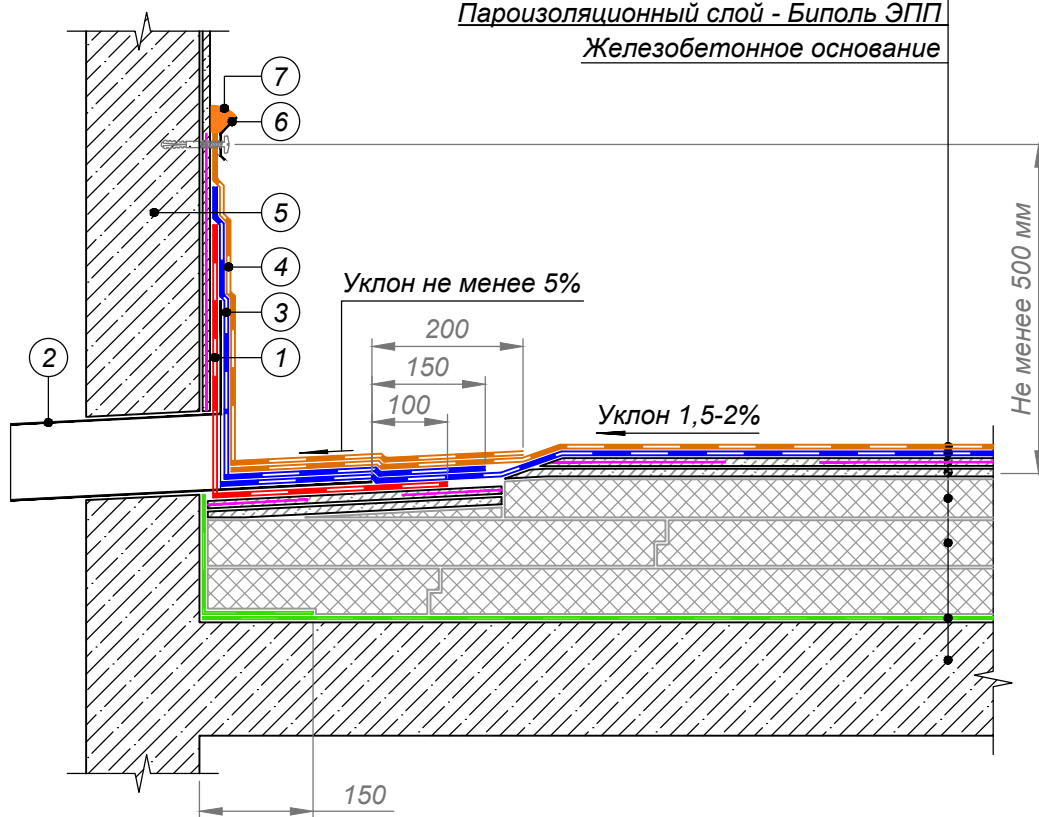 Пароизоляционный слой - Биполь ЭПП
Железобетонное основание
7
6
5
4
3
1
2
Уклон не менее 5%
200
150
100
Уклон 1,5-2%
Не менее 500 мм
150